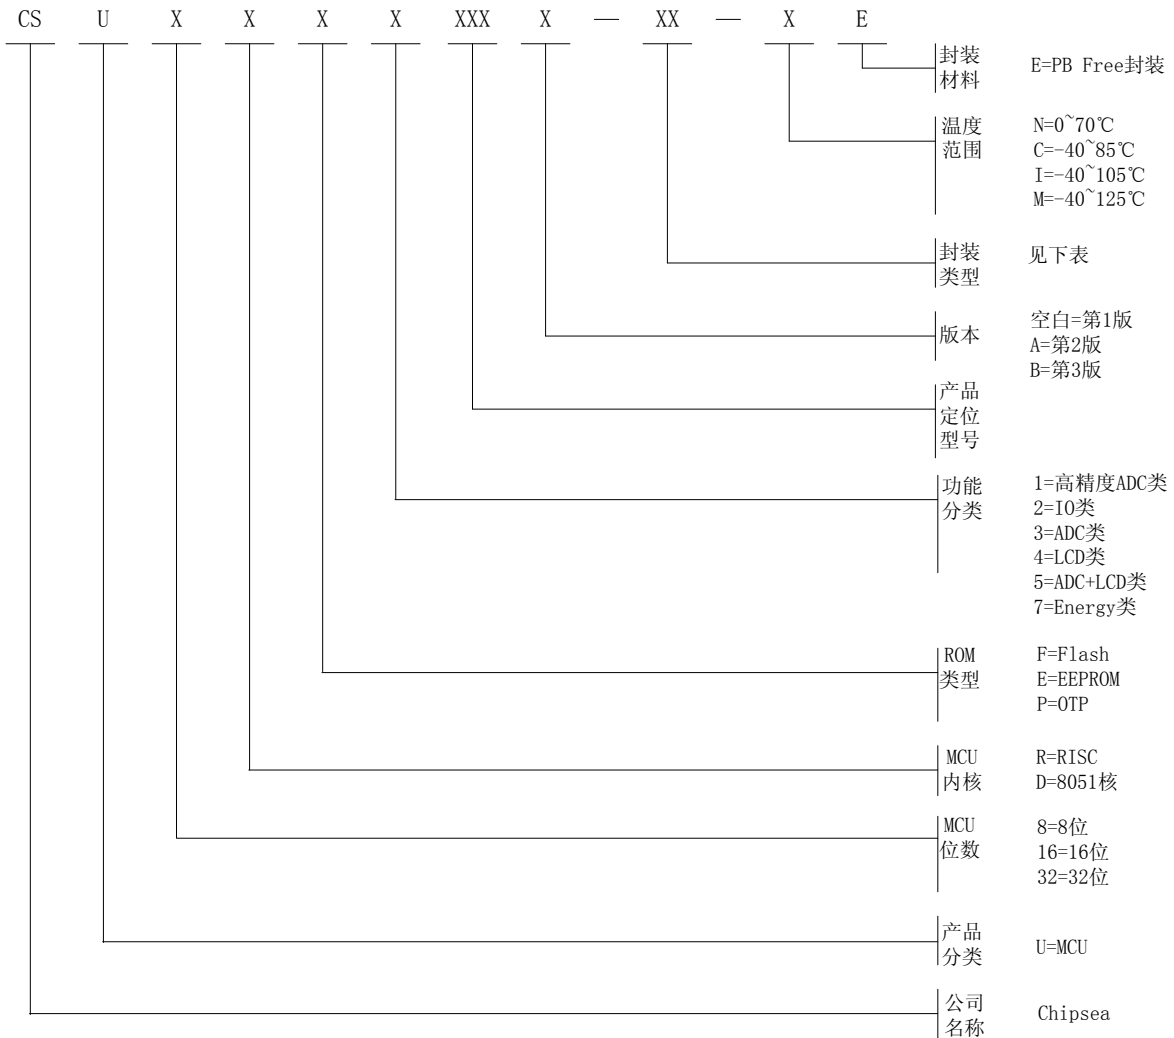 CS U X X X X XXX X — XX — X E
封装
材料
E=PB Free封装
温度
范围
N=0~70℃
C=-40~85℃
I=-40~105℃
M=-40~125℃
封装
类型
见下表
版本
空白=第1版
A=第2版
B=第3版
产品
定位
型号
功能
分类
1=高精度ADC类
2=IO类
3=ADC类
4=LCD类
5=ADC+LCD类
7=Energy类
ROM
类型
F=Flash
E=EEPROM
P=OTP
MCU
内核
R=RISC
D=8051核
MCU
位数
8=8位
16=16位
32=32位
产品
分类
U=MCU
公司
名称
Chipsea